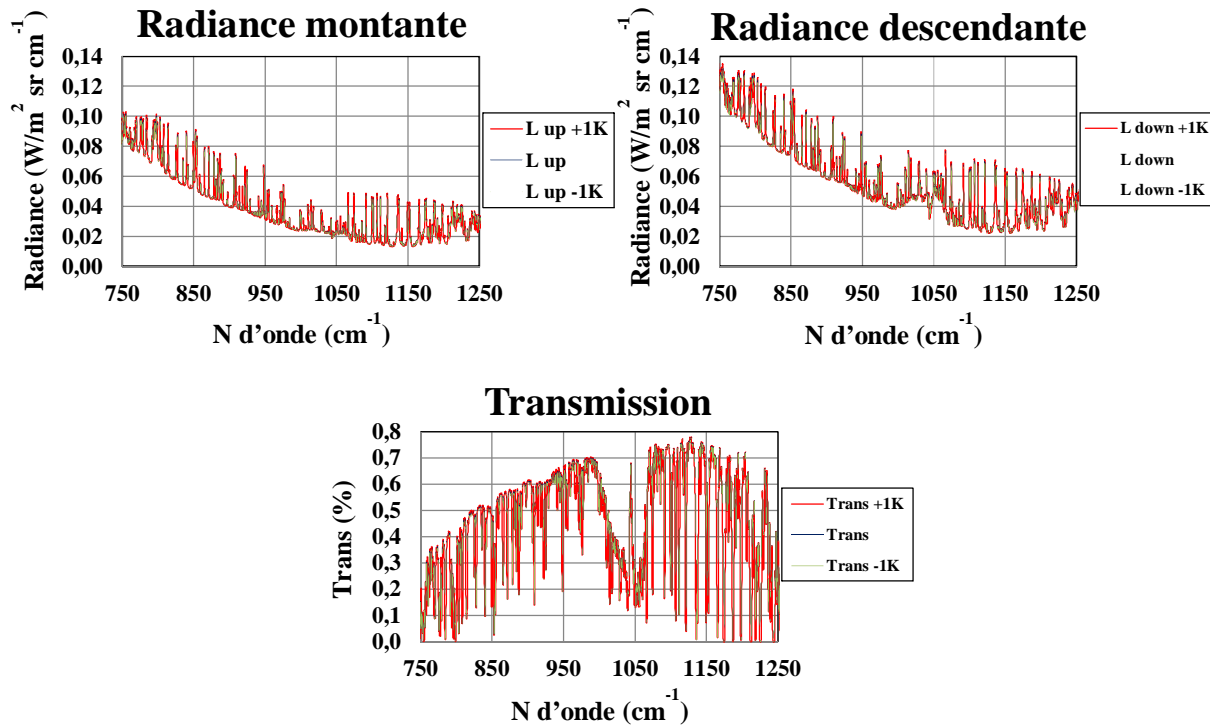 Radiance montante
Radiance (W/m² sr cm⁻¹)
0,14
0,12
0,10
0,08
0,06
0,04
0,02
0,00
750 850 950 1050 1150 1250
N d’onde (cm⁻¹)
L up +1K
L up
L up -1K
Radiance descendante
Radiance (W/m² sr cm⁻¹)
0,14
0,12
0,10
0,08
0,06
0,04
0,02
0,00
750 850 950 1050 1150 1250
N d’onde (cm⁻¹)
L down +1K
L down
L down -1K
Transmission
Trans (%)
0,8
0,7
0,6
0,5
0,4
0,3
0,2
0,1
0,0
750 850 950 1050 1150 1250
N d’onde (cm⁻¹)
Trans +1K
Trans
Trans -1K